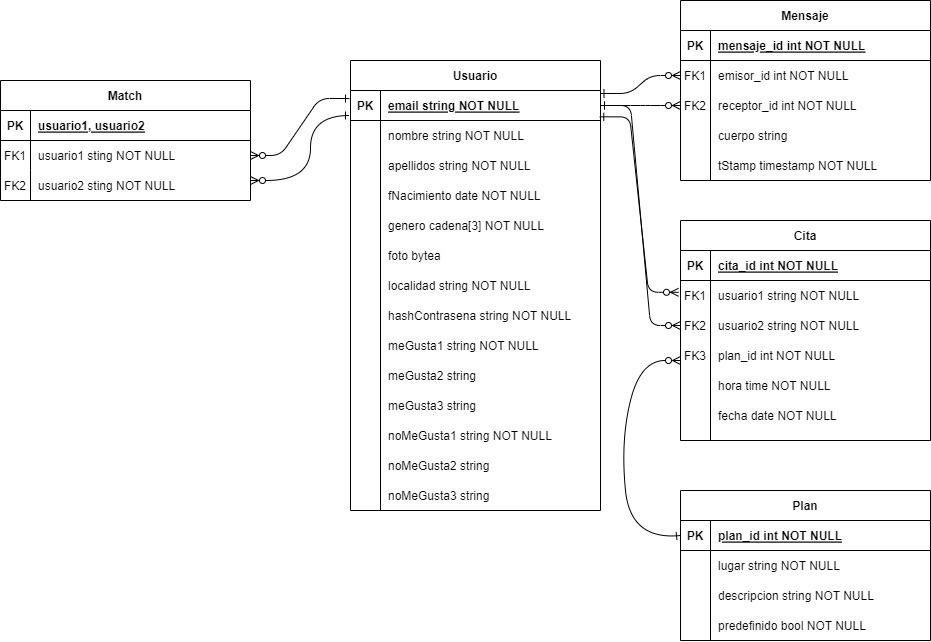 Match
PK usuario1, usuario2
FK1 usuario1 sting NOT NULL
FK2 usuario2 sting NOT NULL
Usuario
PK email string NOT NULL
nombre string NOT NULL
apellidos string NOT NULL
fNacimiento date NOT NULL
genero cadena[3] NOT NULL
foto bytea
localidad string NOT NULL
hashContrasena string NOT NULL
meGusta1 string NOT NULL
meGusta2 string
meGusta3 string
noMeGusta1 string NOT NULL
noMeGusta2 string
noMeGusta3 string
Mensaje
PK mensaje_id int NOT NULL
FK1 emisor_id int NOT NULL
FK2 receptor_id int NOT NULL
cuerpo string
tStamp timestamp NOT NULL
Cita
PK cita_id int NOT NULL
FK1 usuario1 string NOT NULL
FK2 usuario2 string NOT NULL
FK3 plan_id int NOT NULL
hora time NOT NULL
fecha date NOT NULL
Plan
PK plan_id int NOT NULL
lugar string NOT NULL
descripcion string NOT NULL
predefinido bool NOT NULL